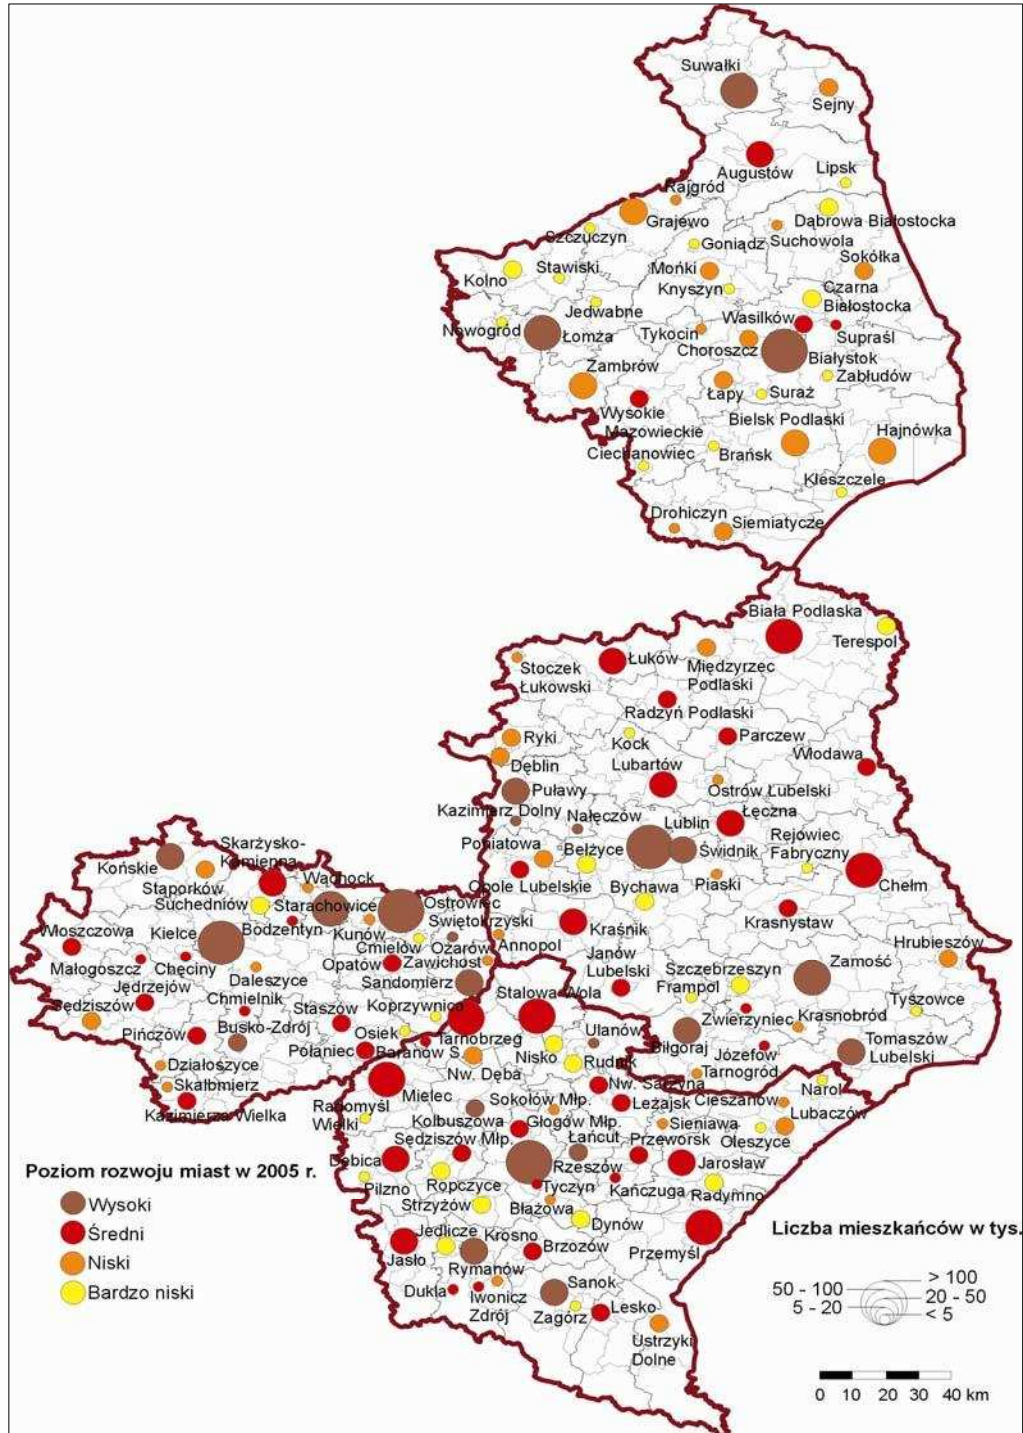 Suwałki
Sejny
Augustów
Lipsk
Rajgród
Grajewo
Dąbrowa Białostocka
Szczuczyn
Goniądz
Suchowola
Sokółka
Kolno
Stawiski
Mońki
Knyszyn
Czarna
Białostocka
Jedwabne
Nowogród
Łomża
Tykocin
Wasilków
Supraśl
Choroszcz
Białystok
Zambrów
Zabłudów
Łapy
Suraż
Wysokie
Mazowieckie
Bielsk Podlaski
Hajnówka
Ciechanowiec
Brańsk
Kleszczele
Drohiczyn
Siemiatycze
Biała Podlaska
Terespol
Stoczek
Łukowski
Łuków
Międzyrzec
Podlaski
Radzyń Podlaski
Ryki
Kock
Parczew
Włodawa
Dęblin
Lubartów
Puławy
Ostrów Lubelski
Kazimierz Dolny
Nałęczów
Lublin
Łęczna
Rejowiec
Fabryczny
Poniatowa
Bełżyce
Świdnik
Opole Lubelskie
Bychawa
Piaski
Chełm
Kraśnik
Krasnystaw
Annopol
Janów
Lubelski
Hrubieszów
Szczebrzeszyn
Zamość
Frampol
Tyszowce
Zwierzyniec
Krasnobród
Biłgoraj
Józefów
Tomaszów
Lubelski
Tarnogród
Końskie
Skarżysko-
Kamienna
Wąchock
Stąporków
Suchedniów
Starachowice
Ostrowiec
Świętokrzyski
Włoszczowa
Kielce
Bodzentyn
Kunów
Ćmielów
Ożarów
Małogoszcz
Chęciny
Opatów
Zawichost
Daleszyce
Sandomierz
Jędrzejów
Chmielnik
Sędziszów
Staszów
Koprzywnica
Pińczów
Busko-Zdrój
Osiek
Połaniec
Działoszyce
Skalbmierz
Kazimierza Wielka
Stalowa Wola
Tarnobrzeg
Ulanów
Baranów S.
Nisko
Rudnik
Nw. Dęba
Mielec
Nw. Sarzyna
Radomyśl
Wielki
Sokołów Młp.
Leżajsk
Cieszanów
Narol
Kolbuszowa
Głogów Młp.
Sieniawa
Lubaczów
Oleszyce
Sędziszów Młp.
Łańcut
Przeworsk
Dębica
Rzeszów
Jarosław
Pilzno
Ropczyce
Tyczyn
Kańczuga
Radymno
Strzyżów
Błażowa
Dynów
Jedlicze
Krosno
Brzozów
Przemyśl
Jasło
Rymanów
Dukla
Iwonicz
Zdrój
Sanok
Zagórz
Lesko
Ustrzyki
Dolne
Poziom rozwoju miast w 2005 r.
Wysoki
Średni
Niski
Bardzo niski
Liczba mieszkańców w tys.
> 100
50 - 100
20 - 50
5 - 20
< 5
0 10 20 30 40 km